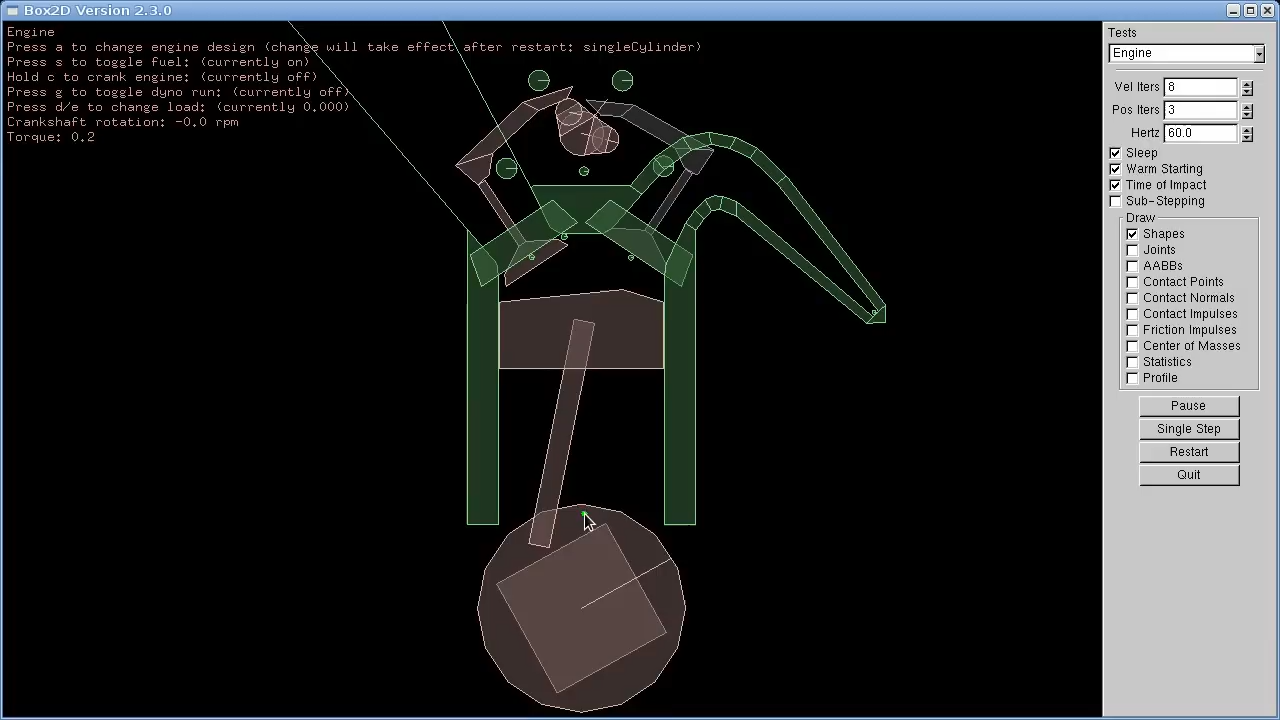 Box2D Version 2.3.0
Engine
Press a to change engine design (change will take effect after restart: singleCylinder)
Press s to toggle fuel: (currently on)
Hold c to crank engine: (currently off)
Press g to toggle dyno run: (currently off)
Press d/e to change load: (currently 0.000)
Crankshaft rotation: -0.0 rpm
Torque: 0.2
Tests
Engine
Vel Iters 8
Pos Iters 3
Hertz 60.0
Sleep
Warm Starting
Time of Impact
Sub-Stepping
Draw
Shapes
Joints
AABBs
Contact Points
Contact Normals
Contact Impulses
Friction Impulses
Center of Masses
Statistics
Profile
Pause
Single Step
Restart
Quit